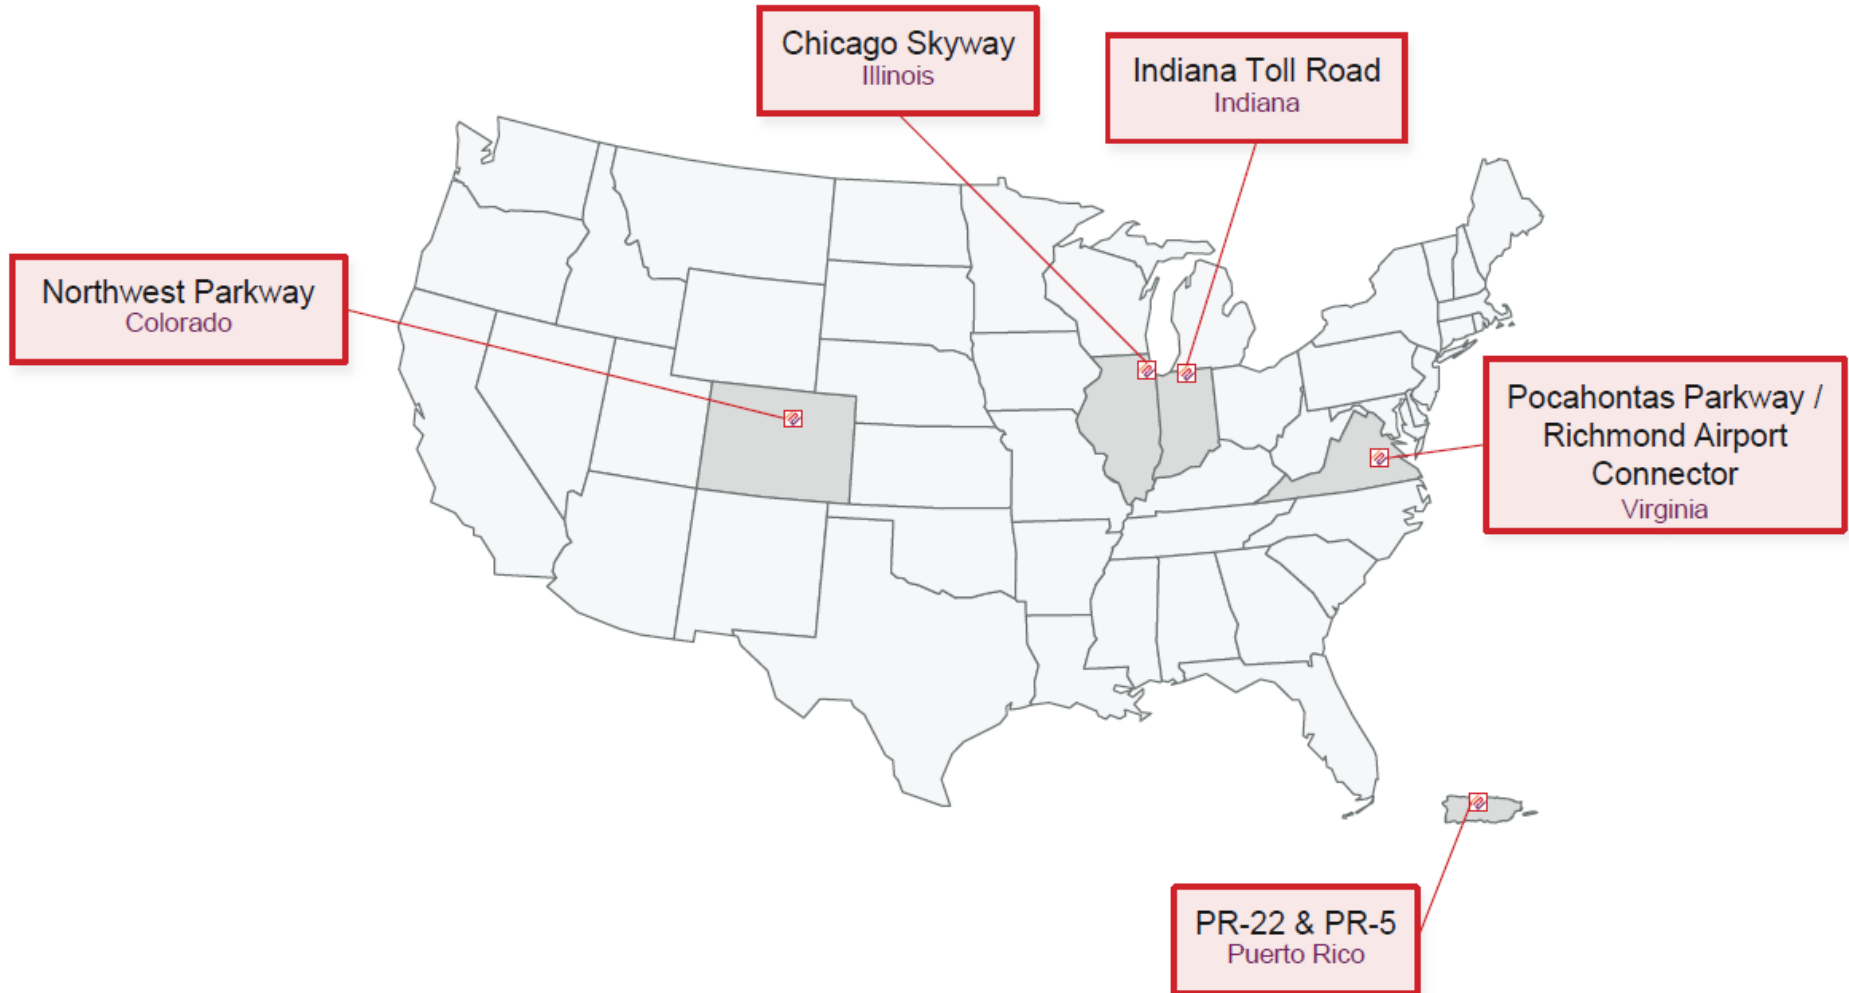 Chicago Skyway
Illinois
Indiana Toll Road
Indiana
Northwest Parkway
Colorado
Pocahontas Parkway /
Richmond Airport
Connector
Virginia
PR-22 & PR-5
Puerto Rico